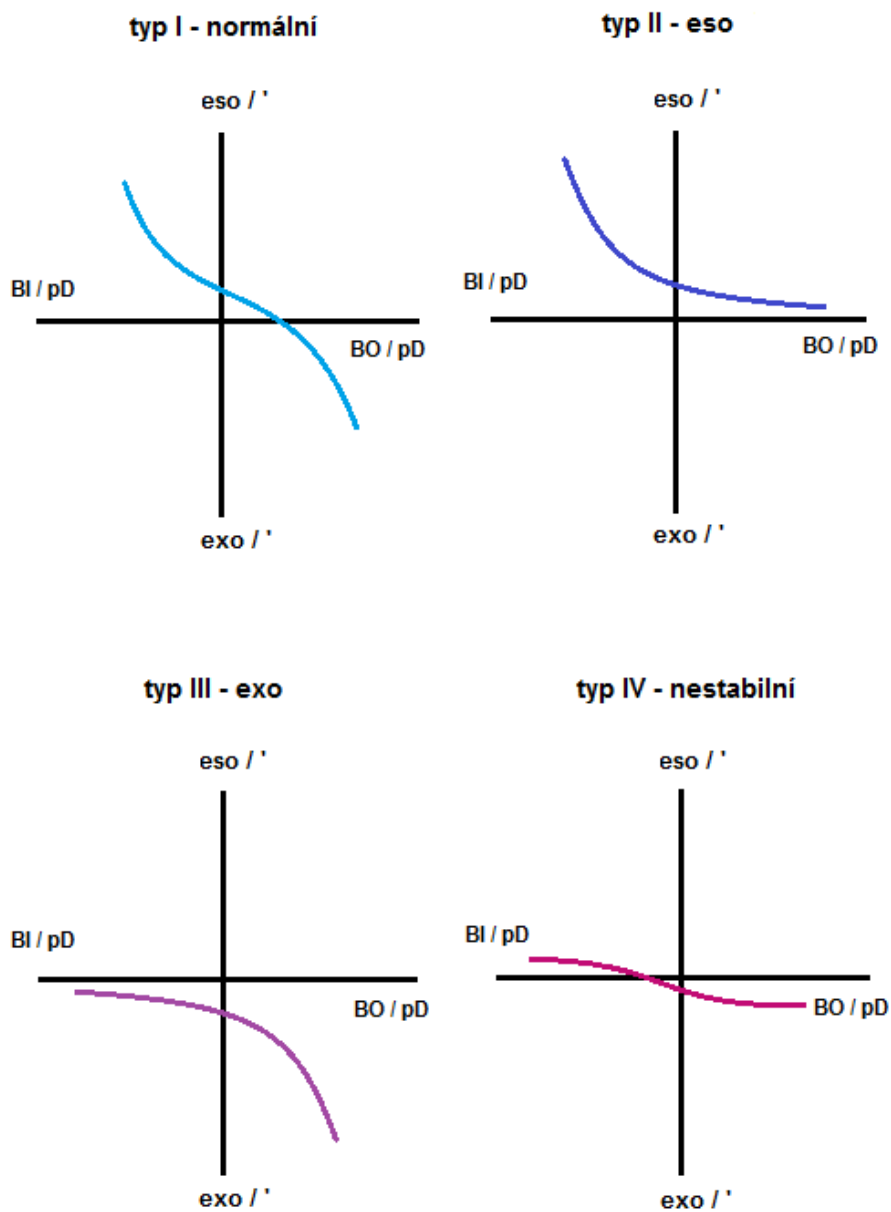 typ I - normální
eso / '
BI / pD
BO / pD
exo / '
typ II - eso
eso / '
BI / pD
BO / pD
exo / '
typ III - exo
eso / '
BI / pD
BO / pD
exo / '
typ IV - nestabilní
eso / '
BI / pD
BO / pD
exo / '